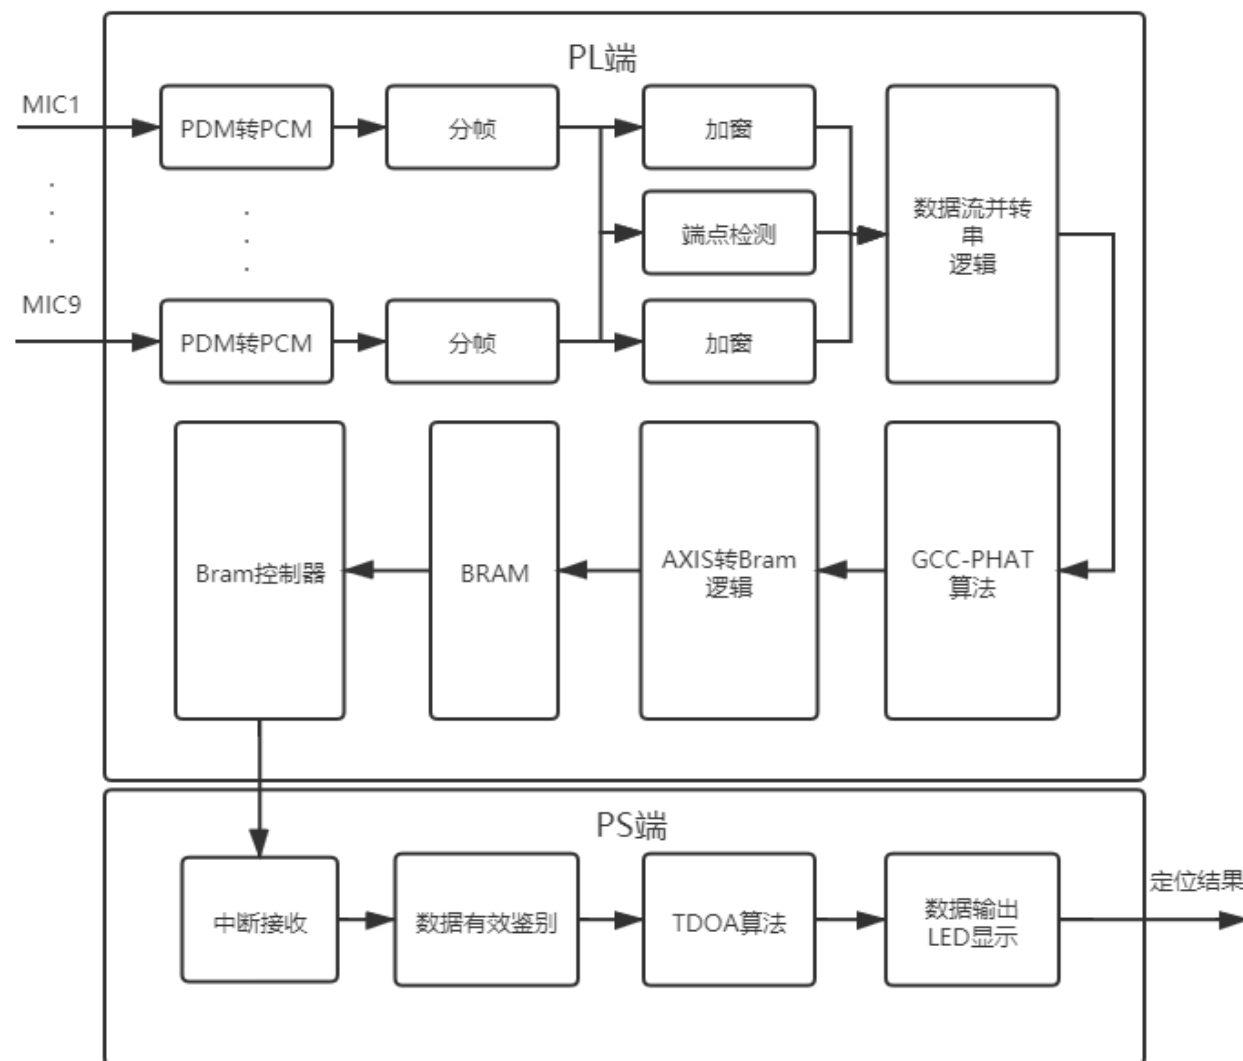 PL端
MIC1
PDM转PCM
分帧
加窗
数据流并转
串
逻辑
端点检测
MIC9
PDM转PCM
分帧
加窗
Bram控制器
BRAM
AXIS转Bram
逻辑
GCC-PHAT
算法
PS端
中断接收
数据有效鉴别
TDOA算法
数据输出
LED显示
定位结果